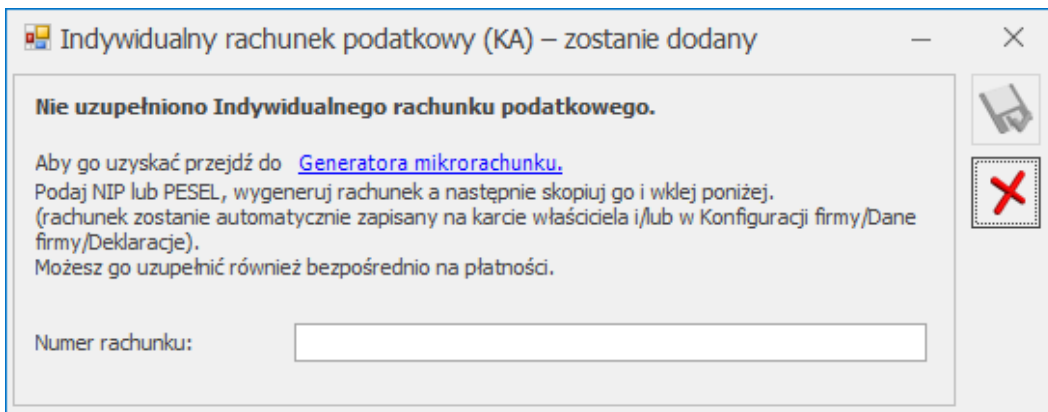 Indywidualny rachunek podatkowy (KA) – zostanie dodany
Nie uzupełniono Indywidualnego rachunku podatkowego.
Aby go uzyskać przejdź do Generatora mikrorachunku.
Podaj NIP lub PESEL, wygeneruj rachunek a następnie skopiuj go i wklej poniżej.
(rachunek zostanie automatycznie zapisany na karcie właściciela i/lub w Konfiguracji firmy/Dane
firmy/Deklaracje).
Możesz go uzupełnić również bezpośrednio na płatności.
Numer rachunku: